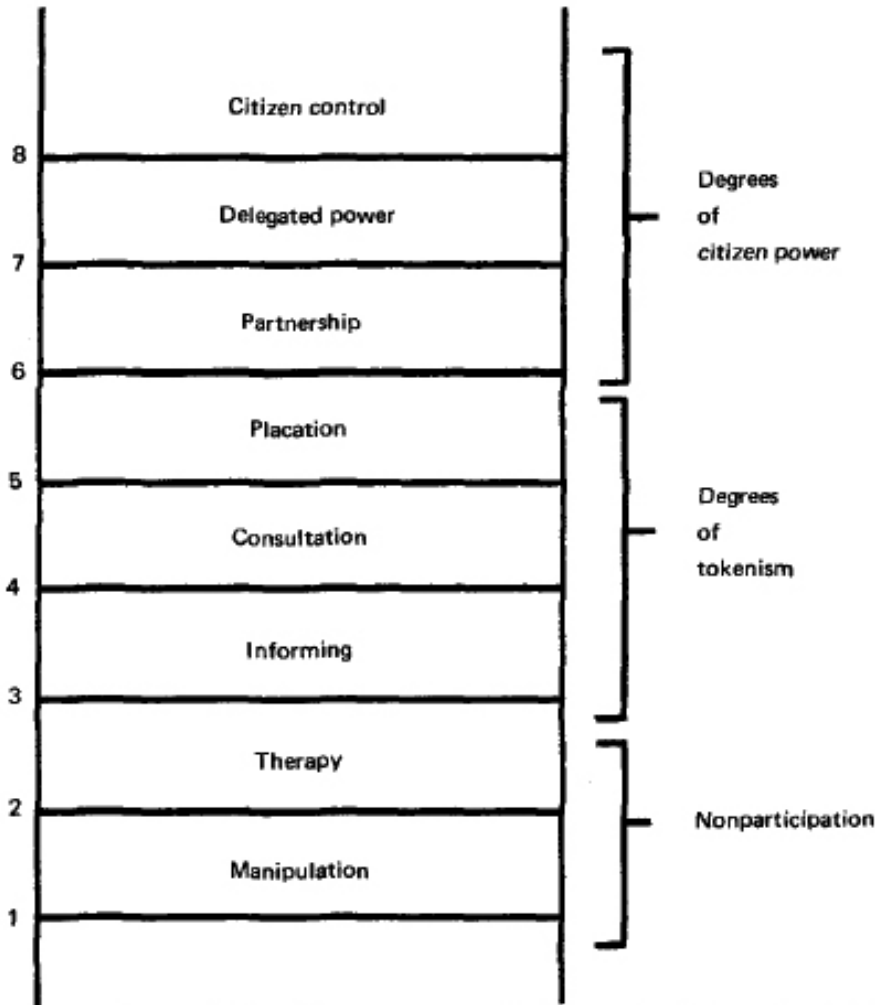 Citizen control
8
Delegated power
7
Partnership
6
Placation
5
Consultation
4
Informing
3
Therapy
2
Manipulation
1
Degrees
of
citizen power
Degrees
of
tokenism
Nonparticipation